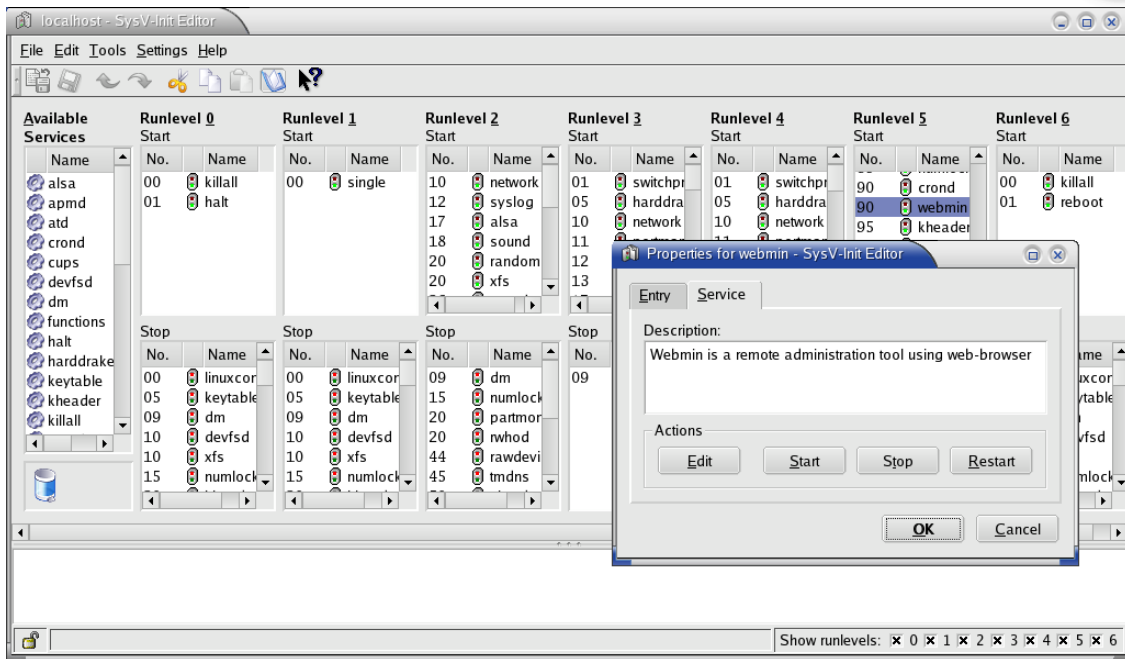 localhost - SysV-Init Editor
File Edit Tools Settings Help
Available Services
Name
alsa
apmd
atd
crond
cups
devfsd
dm
functions
halt
harddrake
keytable
kheader
killall
Runlevel 0
Start
No. Name
00 killall
01 halt
Stop
No. Name
00 linuxcor
05 keytable
09 dm
10 devfsd
10 xfs
15 numlock
Runlevel 1
Start
No. Name
00 single
Stop
No. Name
00 linuxcor
05 keytable
09 dm
10 devfsd
10 xfs
15 numlock
Runlevel 2
Start
No. Name
10 network
12 syslog
17 alsa
18 sound
20 random
20 xfs
Stop
No. Name
09 dm
15 numlock
20 partmor
20 rwhod
44 rawdevi
45 tmdns
Runlevel 3
Start
No. Name
01 switchpr
05 harddra
10 network
11
12
13
Stop
No.
09
Runlevel 4
Start
No. Name
01 switchpr
05 harddra
10 network
Runlevel 5
Start
No. Name
90 crond
90 webmin
95 kheader
Runlevel 6
Start
No. Name
00 killall
01 reboot
Properties for webmin - SysV-Init Editor
Entry Service
Description:
Webmin is a remote administration tool using web-browser
Actions
Edit Start Stop Restart
OK Cancel
Show runlevels: 0 1 2 3 4 5 6